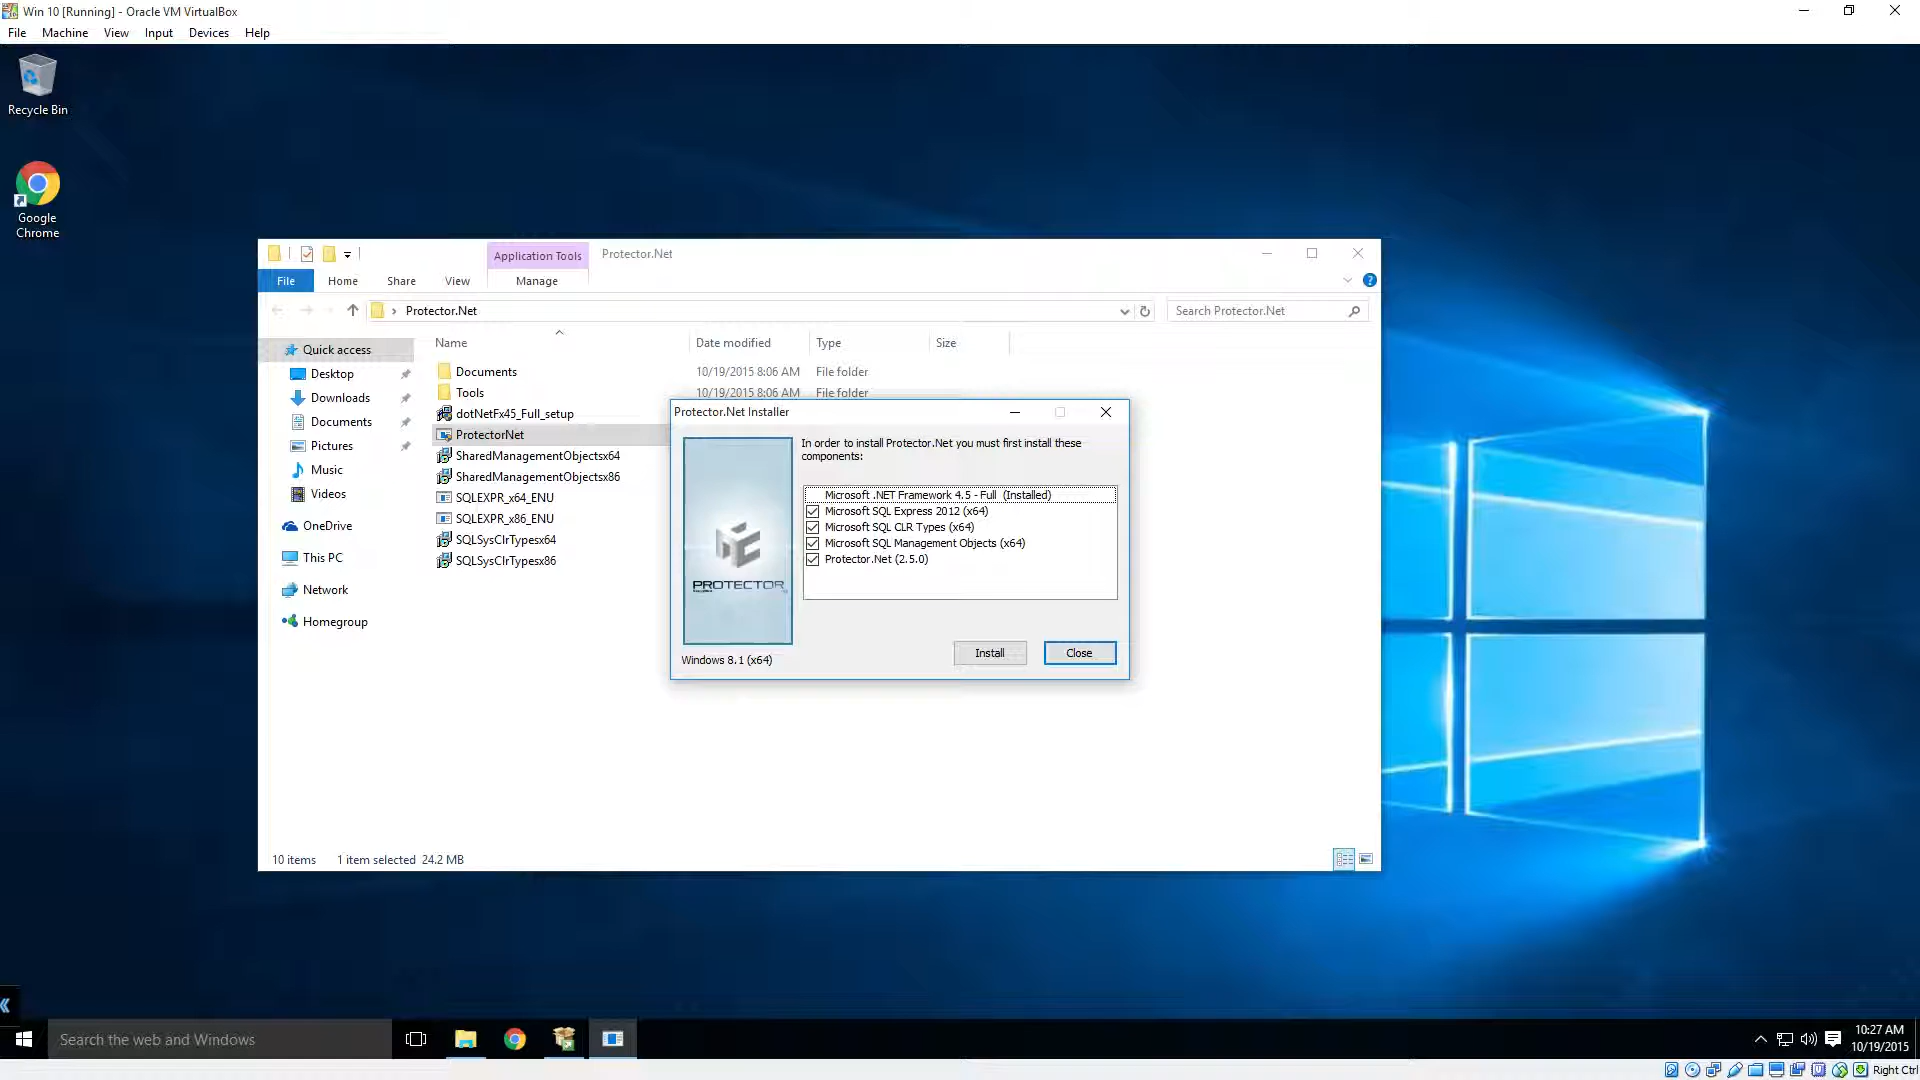 Win 10 [Running] - Oracle VM VirtualBox
File Machine View Input Devices Help
Recycle Bin
Google
Chrome
Application Tools Protector.Net
File Home Share View Manage
Protector.Net
Search Protector.Net
Name Date modified Type Size
Quick access
Desktop
Downloads
Documents
Pictures
Music
Videos
OneDrive
This PC
Network
Homegroup
Documents 10/19/2015 8:06 AM File folder
Tools 10/19/2015 8:06 AM File folder
dotNetFx45_Full_setup
ProtectorNet
SharedManagementObjectsx64
SharedManagementObjectsx86
SQLEXPR_x64_ENU
SQLEXPR_x86_ENU
SQLSysClrTypesx64
SQLSysClrTypesx86
Protector.Net Installer
In order to install Protector.Net you must first install these
components:
Microsoft .NET Framework 4.5 - Full (Installed)
Microsoft SQL Express 2012 (x64)
Microsoft SQL CLR Types (x64)
Microsoft SQL Management Objects (x64)
Protector.Net (2.5.0)
PROTECTOR
Windows 8.1 (x64)
Install Close
10 items 1 item selected 24.2 MB
Search the web and Windows
10:27 AM
10/19/2015
Right Ctrl